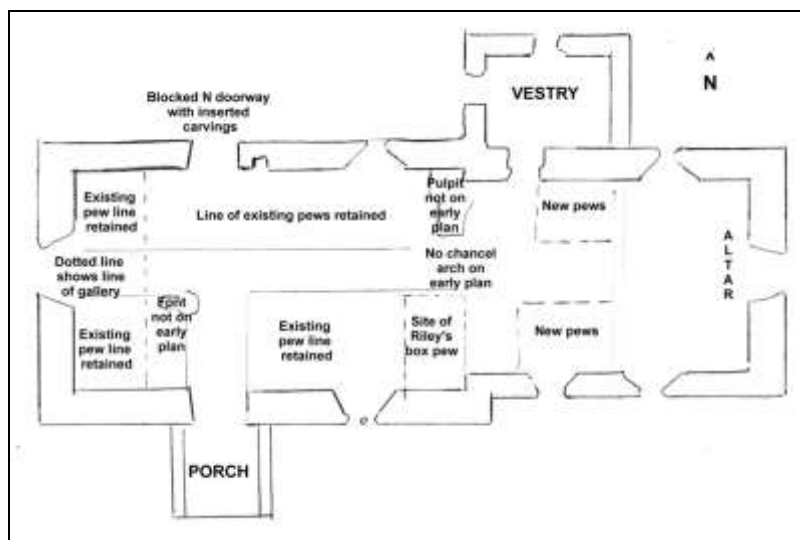 ^
N
VESTRY
Blocked N doorway
with inserted
carvings
Existing
pew line
retained
Line of existing pews retained
Pulpit
not on
early
plan
New pews
Dotted line
shows line
of gallery
No chancel
arch on
early plan
ALTAR
Font
not on
early
plan
Existing
pew line
retained
Existing
pew line
retained
Site of
Riley's
box pew
New pews
PORCH